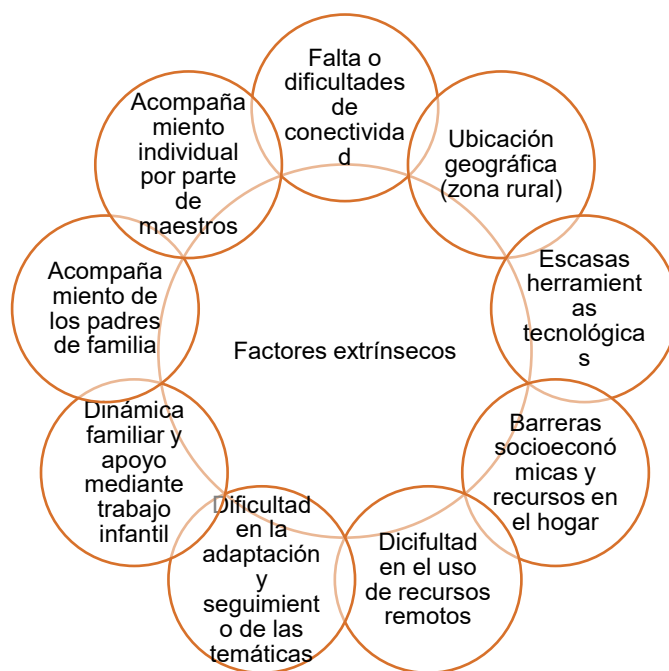 Falta o
dificultades
de
conectivida
d
Ubicación
geográfica
(zona rural)
Escasas
herramient
as
tecnológica
s
Barreras
socioeconó
micas y
recursos en
el hogar
Dicifultad
en el uso
de recursos
remotos
Dificultad
en la
adaptación
y
seguimient
o de las
temáticas
Dinámica
familiar y
apoyo
mediante
trabajo
infantil
Acompaña
miento de
los padres
de familia
Acompaña
miento
individual
por parte
de
maestros
Factores extrínsecos